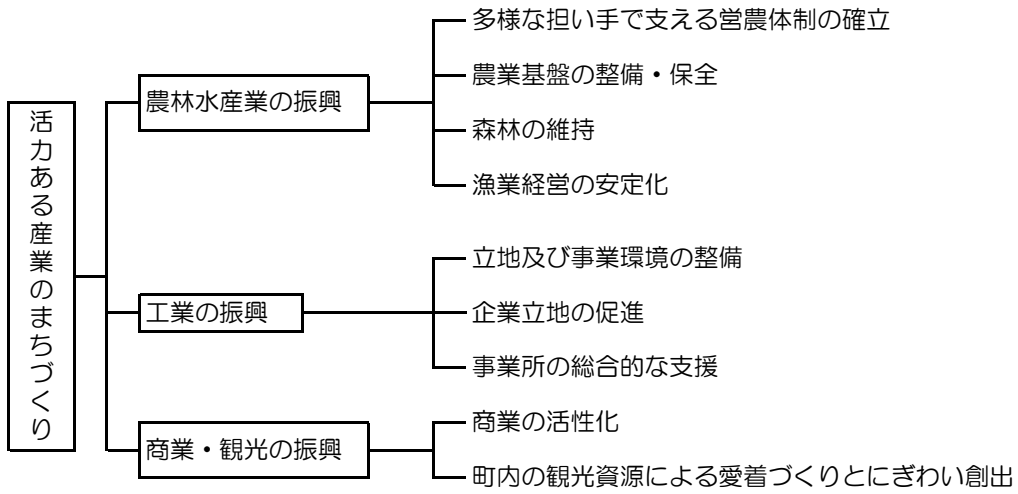 活力ある産業のまちづくり
農林水産業の振興
多様な担い手で支える営農体制の確立
農業基盤の整備・保全
森林の維持
漁業経営の安定化
工業の振興
立地及び事業環境の整備
企業立地の促進
事業所の総合的な支援
商業・観光の振興
商業の活性化
町内の観光資源による愛着づくりとにぎわい創出